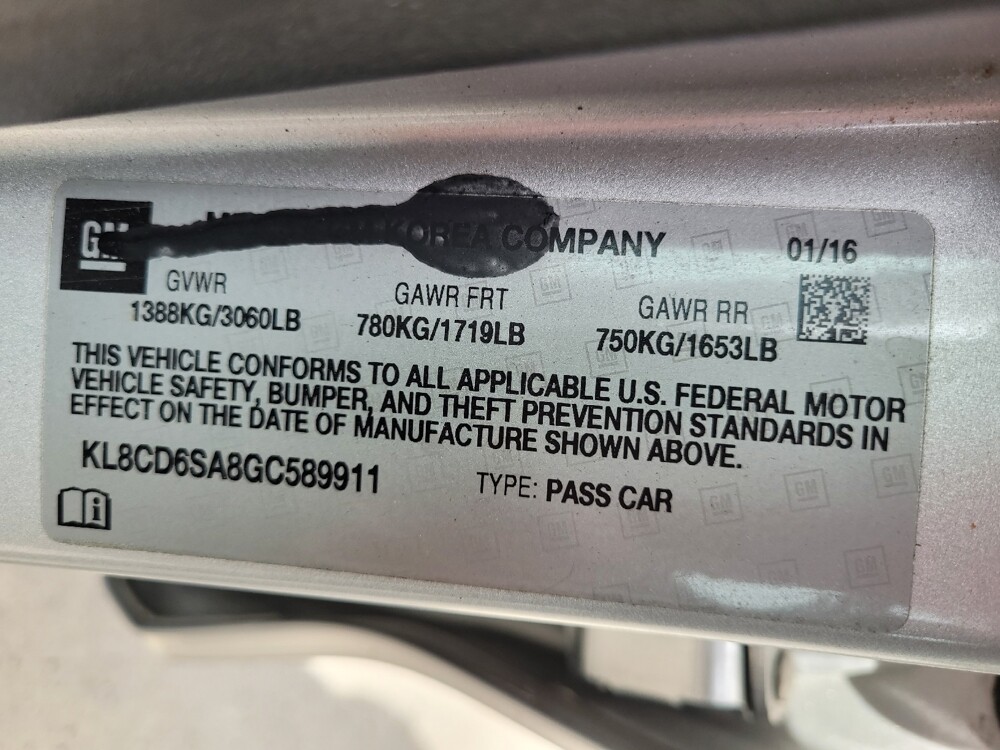 GM
KOREA COMPANY 01/16
GVWR GAWR FRT GAWR RR
1388KG/3060LB 780KG/1719LB 750KG/1653LB
THIS VEHICLE CONFORMS TO ALL APPLICABLE U.S. FEDERAL MOTOR
VEHICLE SAFETY, BUMPER, AND THEFT PREVENTION STANDARDS IN
EFFECT ON THE DATE OF MANUFACTURE SHOWN ABOVE.
KL8CD6SA8GC589911 TYPE: PASS CAR